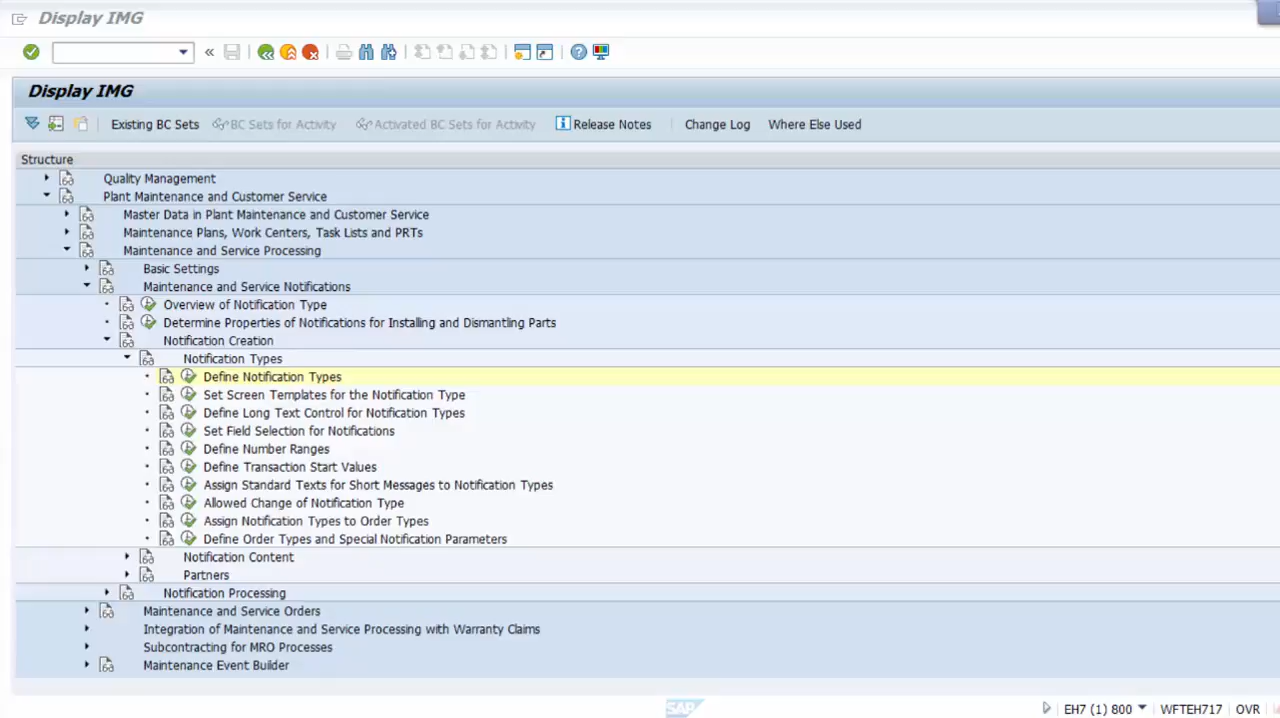 Display IMG
Display IMG
Existing BC Sets BC Sets for Activity Activated BC Sets for Activity Release Notes Change Log Where Else Used
Structure
Quality Management
Plant Maintenance and Customer Service
Master Data in Plant Maintenance and Customer Service
Maintenance Plans, Work Centers, Task Lists and PRTs
Maintenance and Service Processing
Basic Settings
Maintenance and Service Notifications
Overview of Notification Type
Determine Properties of Notifications for Installing and Dismantling Parts
Notification Creation
Notification Types
Define Notification Types
Set Screen Templates for the Notification Type
Define Long Text Control for Notification Types
Set Field Selection for Notifications
Define Number Ranges
Define Transaction Start Values
Assign Standard Texts for Short Messages to Notification Types
Allowed Change of Notification Type
Assign Notification Types to Order Types
Define Order Types and Special Notification Parameters
Notification Content
Partners
Notification Processing
Maintenance and Service Orders
Integration of Maintenance and Service Processing with Warranty Claims
Subcontracting for MRO Processes
Maintenance Event Builder
SAP EH7 (1) 800 WFTEH717 OVR